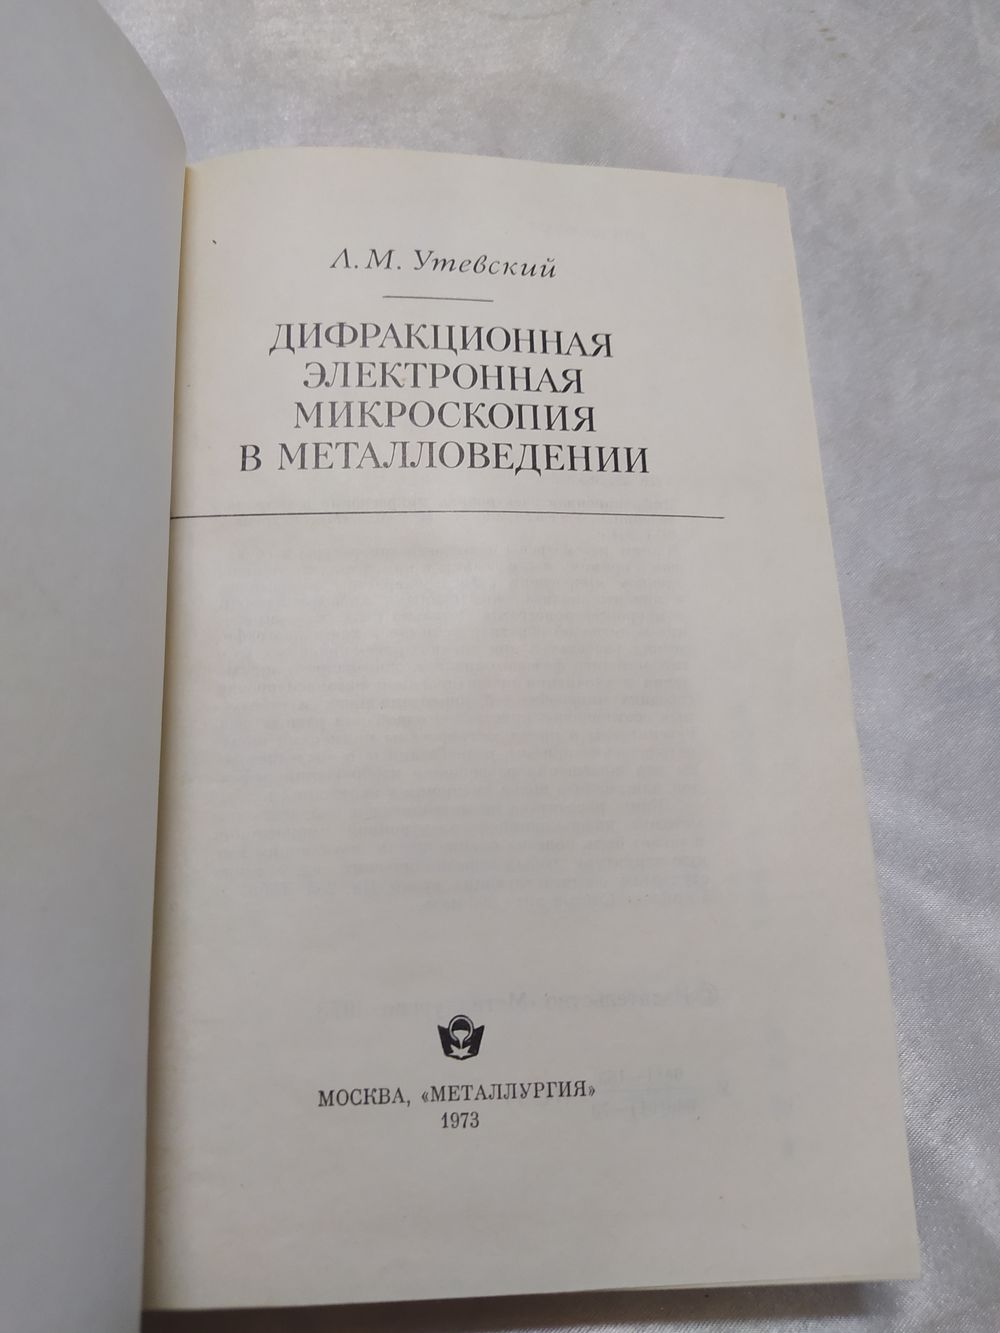 Л. М. Утевский
ДИФРАКЦИОННАЯ
ЭЛЕКТРОННАЯ
МИКРОСКОПИЯ
В МЕТАЛЛОВЕДЕНИИ
МОСКВА, «МЕТАЛЛУРГИЯ»
1973